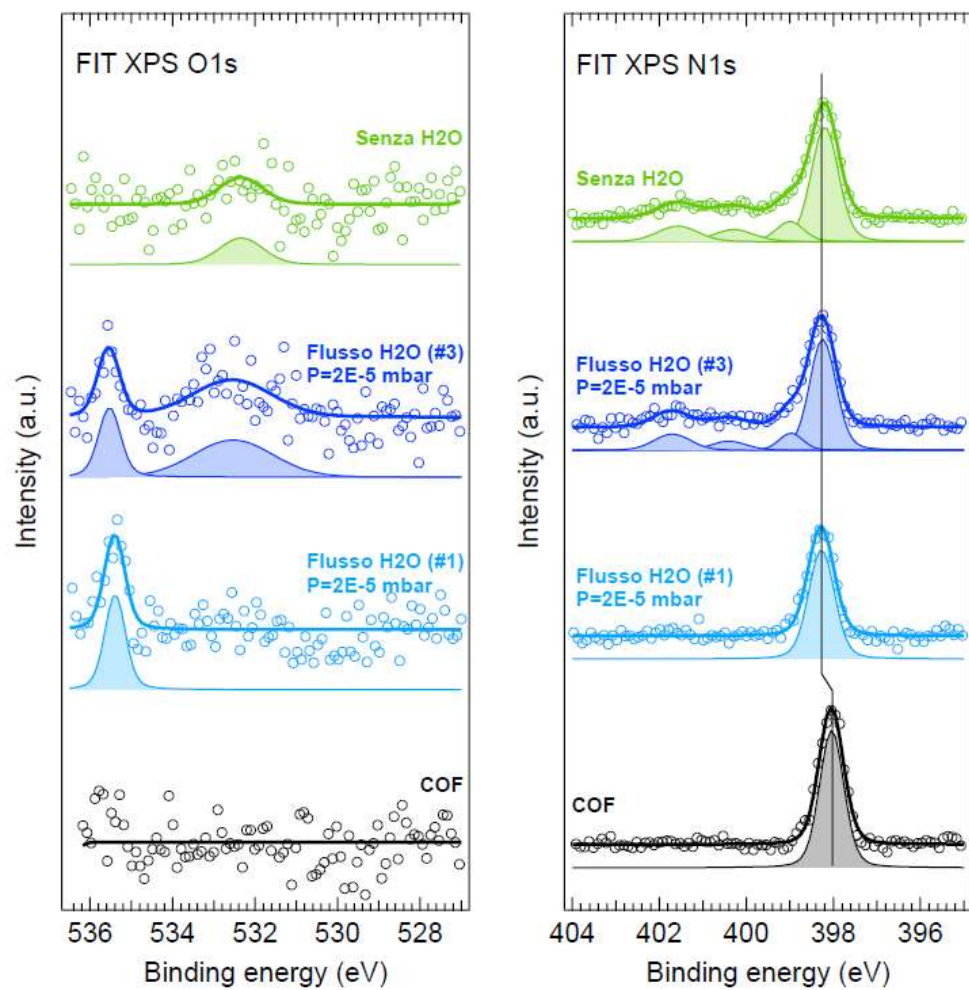 FIT XPS O1s
Senza H2O
Flusso H2O (#3)
P=2E-5 mbar
Flusso H2O (#1)
P=2E-5 mbar
COF
Intensity (a.u.)
536 534 532 530 528
Binding energy (eV)
FIT XPS N1s
Senza H2O
Flusso H2O (#3)
P=2E-5 mbar
Flusso H2O (#1)
P=2E-5 mbar
COF
Intensity (a.u.)
404 402 400 398 396
Binding energy (eV)